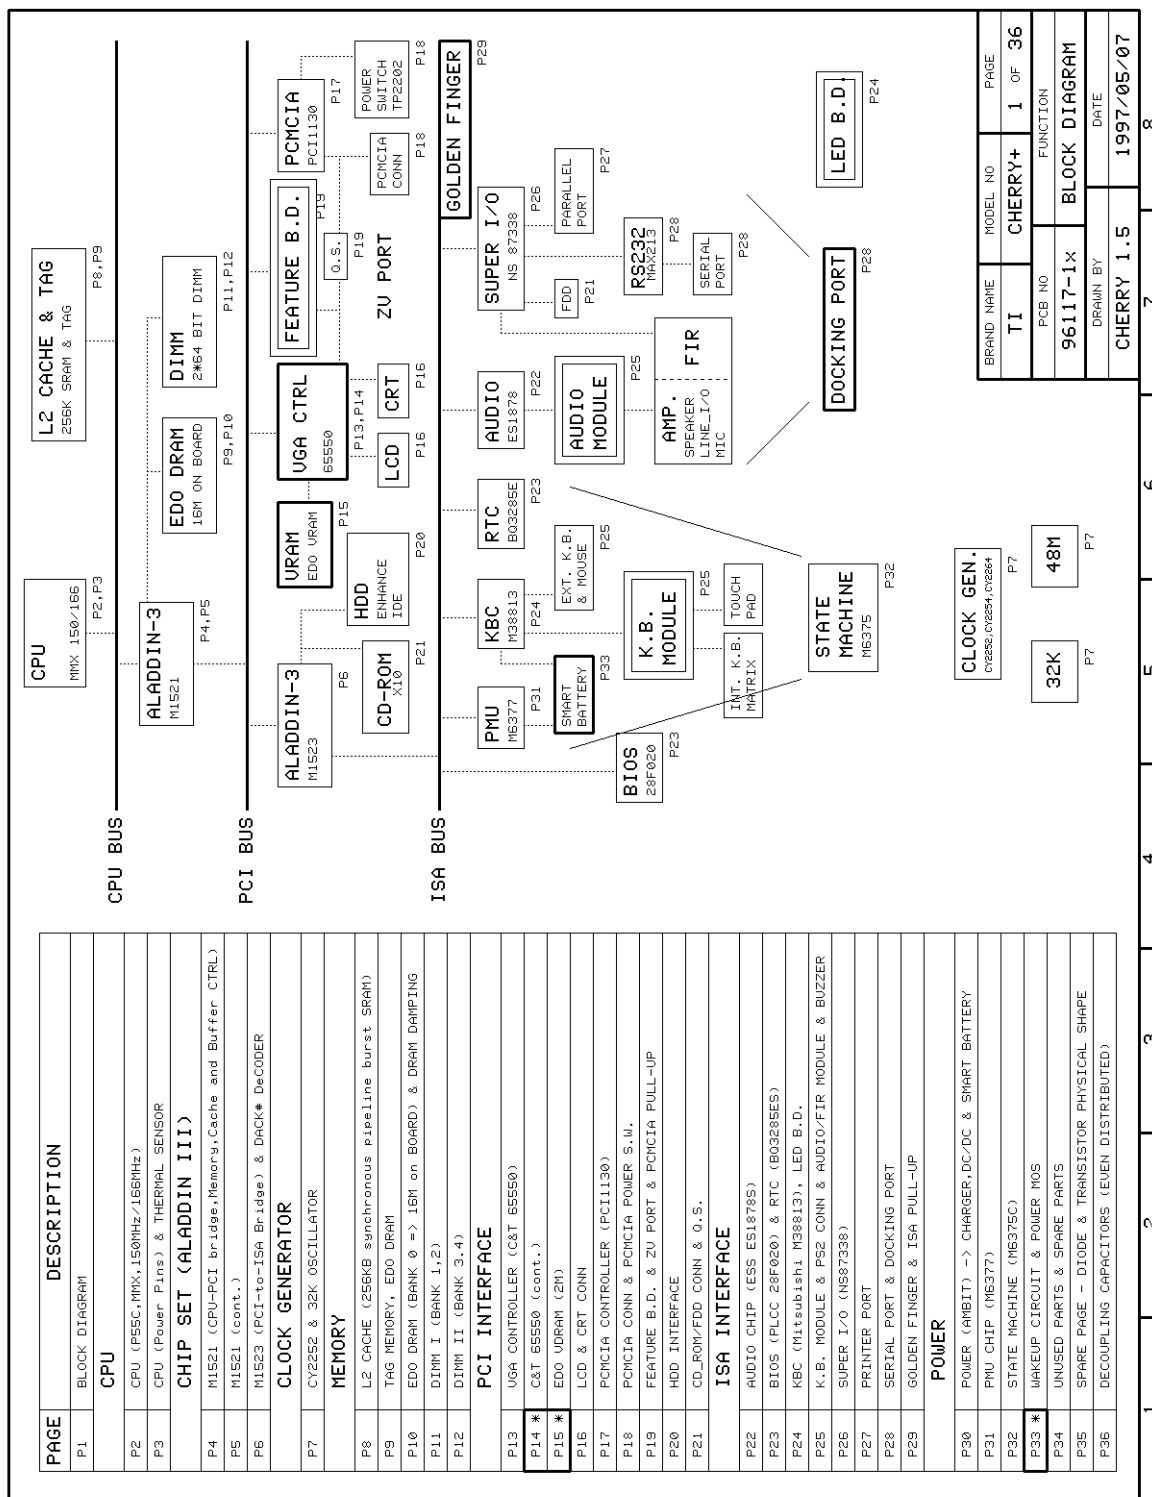 PAGE DESCRIPTION
P1 BLOCK DIAGRAM
CPU
P2 CPU (P55C,MMX,150MHz/166MHz)
P3 CPU (Power Pins) & THERMAL SENSOR
CHIP SET (ALADDIN III)
P4 M1521 (CPU-PCI bridge,Memory,Cache and Buffer CTRL)
P5 M1521 (cont.)
P6 M1523 (PCI-to-ISA Bridge) & DACK# DeCODER
CLOCK GENERATOR
P7 CY2252 & 32K OSCILLATOR
MEMORY
P8 L2 CACHE (256KB synchronous pipeline burst SRAM)
P9 TAG MEMORY, EDO DRAM
P10 EDO DRAM (BANK 0 => 16M on BOARD) & DRAM DAMPING
P11 DIMM I (BANK 1,2)
P12 DIMM II (BANK 3.4)
PCI INTERFACE
P13 VGA CONTROLLER (C&T 65550)
P14 * C&T 65550 (cont.)
P15 * EDO VDRAM (2M)
P16 LCD & CRT CONN
P17 PCMCIA CONTROLLER (PCI1130)
P18 PCMCIA CONN & PCMCIA POWER S.W.
P19 FEATURE B.D. & ZV PORT & PCMCIA PULL-UP
P20 HDD INTERFACE
P21 CD_ROM/FDD CONN & Q.S.
ISA INTERFACE
P22 AUDIO CHIP (ESS ES1878S)
P23 BIOS (PLCC 28F020) & RTC (BQ3285ES)
P24 KBC (Mitsubishi M38813), LED B.D.
P25 K.B. MODULE & PS2 CONN & AUDIO/FIR MODULE & BUZZER
P26 SUPER I/O (NS87338)
P27 PRINTER PORT
P28 SERIAL PORT & DOCKING PORT
P29 GOLDEN FINGER & ISA PULL-UP
POWER
P30 POWER (AMBIT) -> CHARGER,DC/DC & SMART BATTERY
P31 PMU CHIP (M6377)
P32 STATE MACHINE (M6375C)
P33 * WAKEUP CIRCUIT & POWER MOS
P34 UNSED PARTS & SPARE PARTS
P35 SPARE PAGE - DIODE & TRANSISTOR PHYSICAL SHAPE
P36 DECOUPLING CAPACITORS (EVEN DISTRIBUTED)
CPU
MMX 150/166
P2,P3
L2 CACHE & TAG
256K SRAM & TAG
P8,P9
CPU BUS
ALADDIN-3
M1521
P4,P5
EDO DRAM
16M ON BOARD
P9,P10
DIMM
2*64 BIT DIMM
P11,P12
PCI BUS
ALADDIN-3
M1523
P6
VRAM
EDO VRAM
P15
VGA CTRL
65550
P13,P14
FEATURE B.D.
P19
PCMCIA
PCI1130
P17
Q.S.
P19
ZV PORT
CD-ROM
X10
P21
HDD
ENHANCE
IDE
P20
LCD
P16
CRT
P16
PCMCIA
CONN
P18
POWER
SWITCH
TP2202
P18
ISA BUS
GOLDEN FINGER
P29
PMU
M6377
P31
KBC
M38813
P24
RTC
BQ3285E
P23
AUDIO
ES1878
P22
SUPER I/O
NS 87338
P26
SMART
BATTERY
P33
EXT. K.B.
& MOUSE
P25
AUDIO
MODULE
P25
FDD
P21
PARALLEL
PORT
P27
BIOS
28F020
P23
K.B.
MODULE
P25
AMP.
SPEAKER
LINE_I/O
MIC
FIR
RS232
MAX213
P28
INT. K.B.
MATRIX
TOUCH
PAD
SERIAL
PORT
P28
STATE
MACHINE
M6375
P32
DOCKING PORT
P28
LED B.D.
P24
CLOCK GEN.
CY2252,CY2254,CY2264
P7
32K
P7
48M
P7
BRAND NAME MODEL NO PAGE
TI CHERRY+ 1 OF 36
PCB NO FUNCTION
96117-1x BLOCK DIAGRAM
DRAWN BY DATE
CHERRY 1.5 1997/05/07
1 2 3 4 5 6 7 8